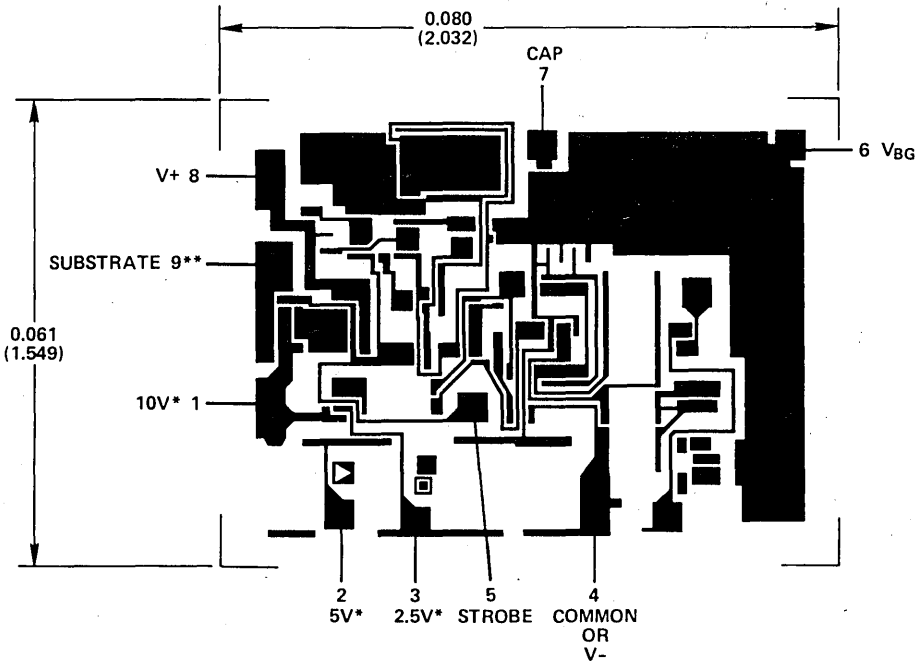 0.080
(2.032)
CAP
7
6 VBG
V+ 8
SUBSTRATE 9**
0.061
(1.549)
10V* 1
2
5V*
3
2.5V*
5
STROBE
4
COMMON
OR
V-